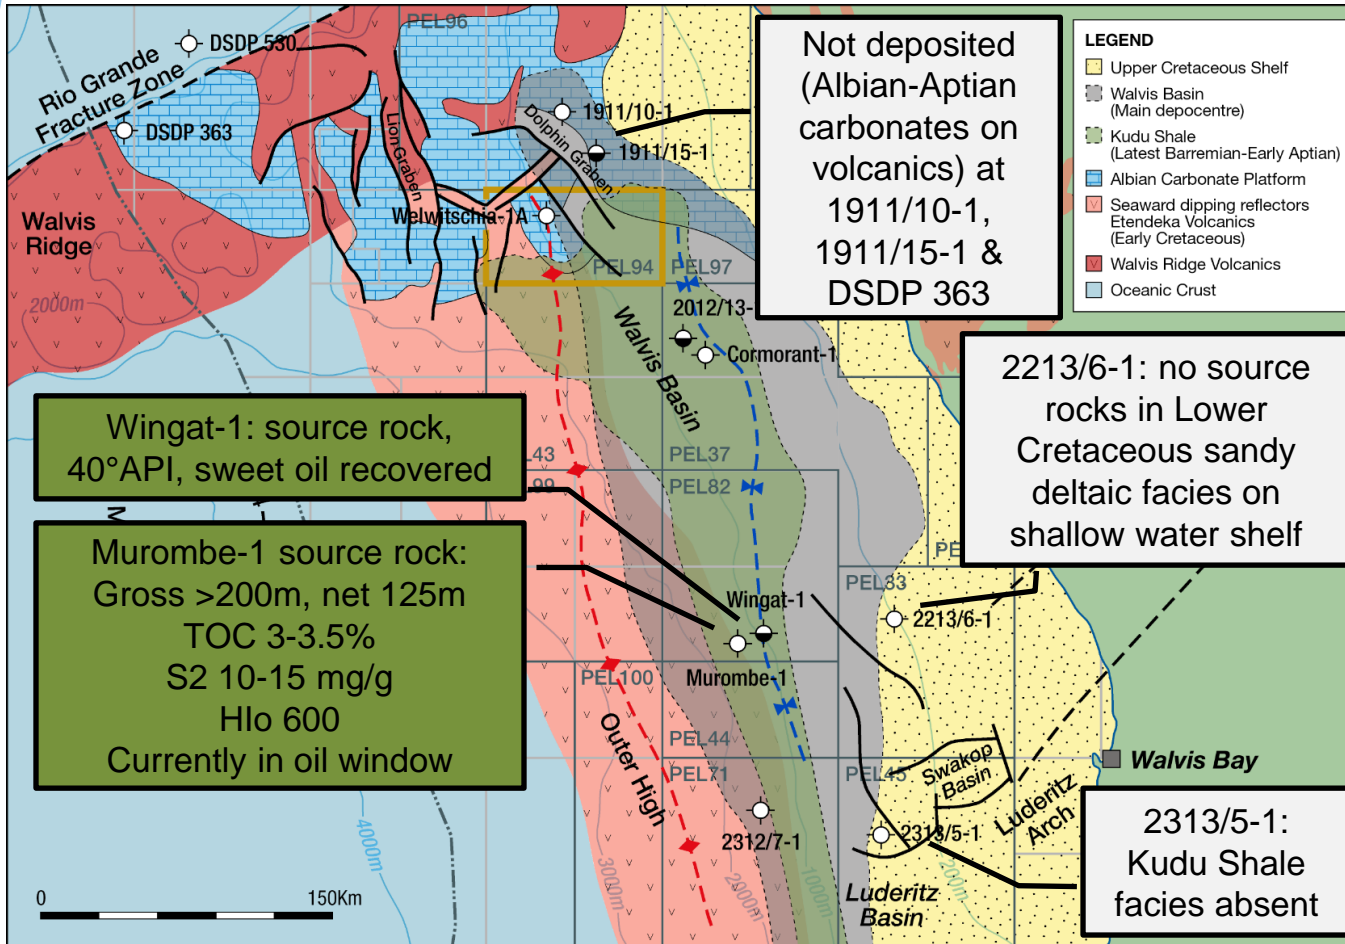 DSDP 530
Rio Grande
Fracture Zone
DSDP 363
PEL96
Lion Graben
1911/10-1
Dolphin Graben
1911/15-1
Walvis
Ridge
2000m
Welwitschia-1A
PEL94
PEL97
2012/13-
Cormorant-1
Walvis Basin
Not deposited
(Albian-Aptian
carbonates on
volcanics) at
1911/10-1,
1911/15-1 &
DSDP 363
LEGEND
Upper Cretaceous Shelf
Walvis Basin
(Main depocentre)
Kudu Shale
(Latest Barremian-Early Aptian)
Albian Carbonate Platform
Seaward dipping reflectors
Etendeka Volcanics
(Early Cretaceous)
Walvis Ridge Volcanics
Oceanic Crust
2213/6-1: no source
rocks in Lower
Cretaceous sandy
deltaic facies on
shallow water shelf
Wingat-1: source rock,
40°API, sweet oil recovered
L43
99
PEL37
PEL82
Murombe-1 source rock:
Gross >200m, net 125m
TOC 3-3.5%
S2 10-15 mg/g
HIo 600
Currently in oil window
M
PE
PEL33
Wingat-1
2213/6-1
Murombe-1
PEL100
Outer High
PEL44
PEL71
PEL45
Swakop
Basin
Luderitz
Arch
Walvis Bay
2312/7-1
2313/5-1
2313/5-1:
Kudu Shale
facies absent
Luderitz
Basin
4000m
3000m
2000m
1000m
200m
0 150Km